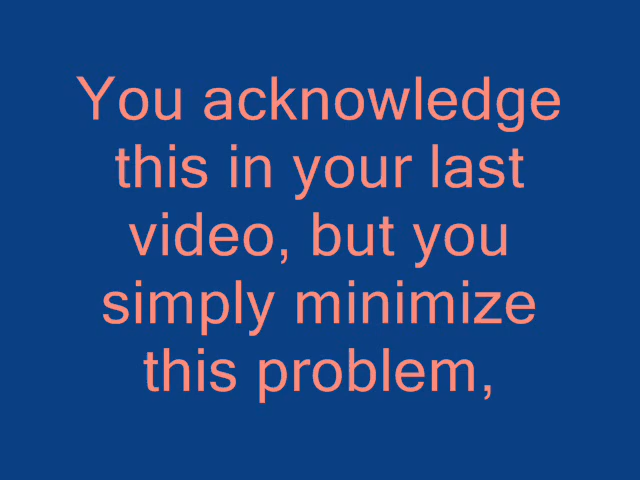 You acknowledge
this in your last
video, but you
simply minimize
this problem,